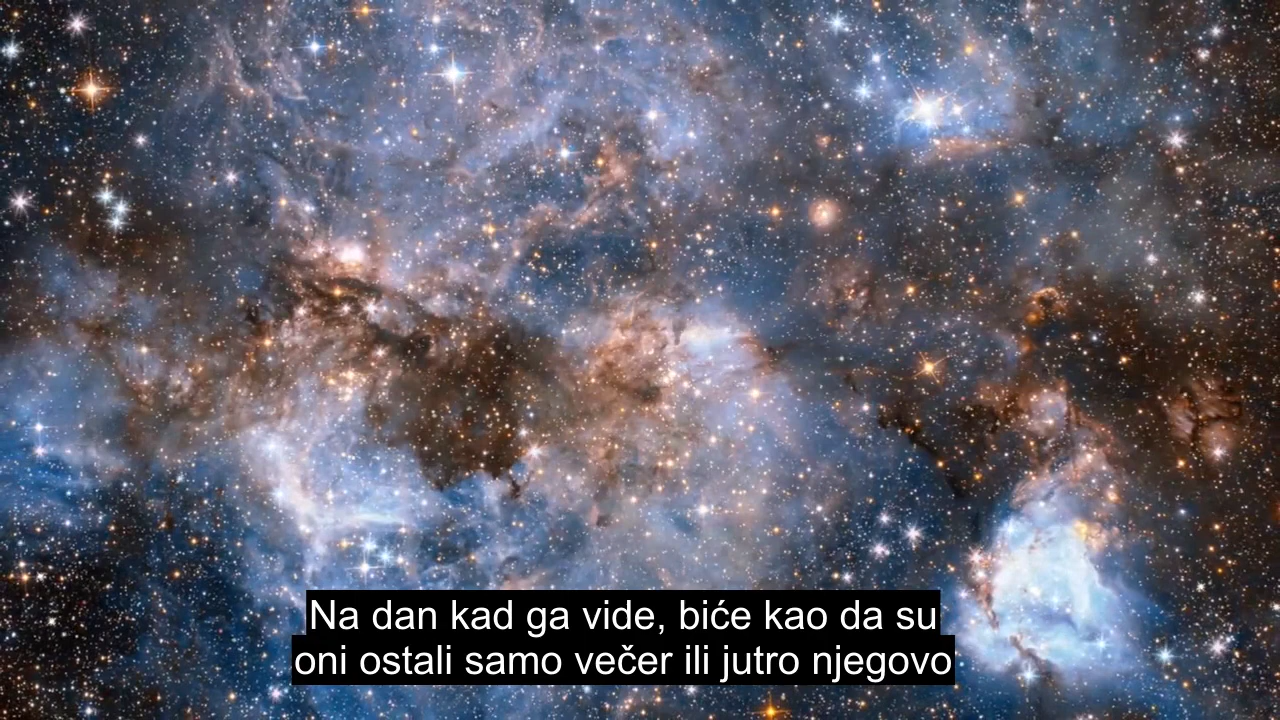 Na dan kad ga vide, biće kao da su
oni ostali samo večer ili jutro njegovo